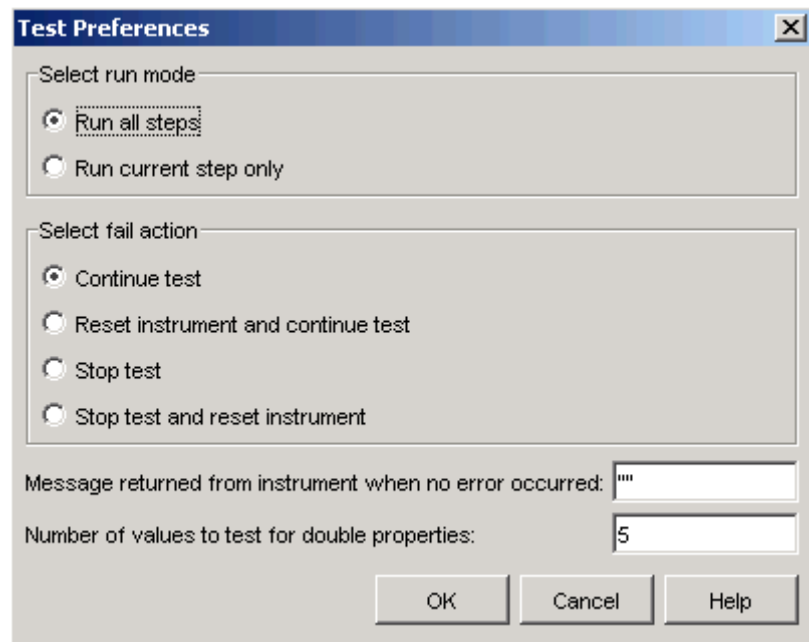 Test Preferences
Select run mode
Run all steps
Run current step only
Select fail action
Continue test
Reset instrument and continue test
Stop test
Stop test and reset instrument
Message returned from instrument when no error occurred: ""
Number of values to test for double properties: 5
OK Cancel Help